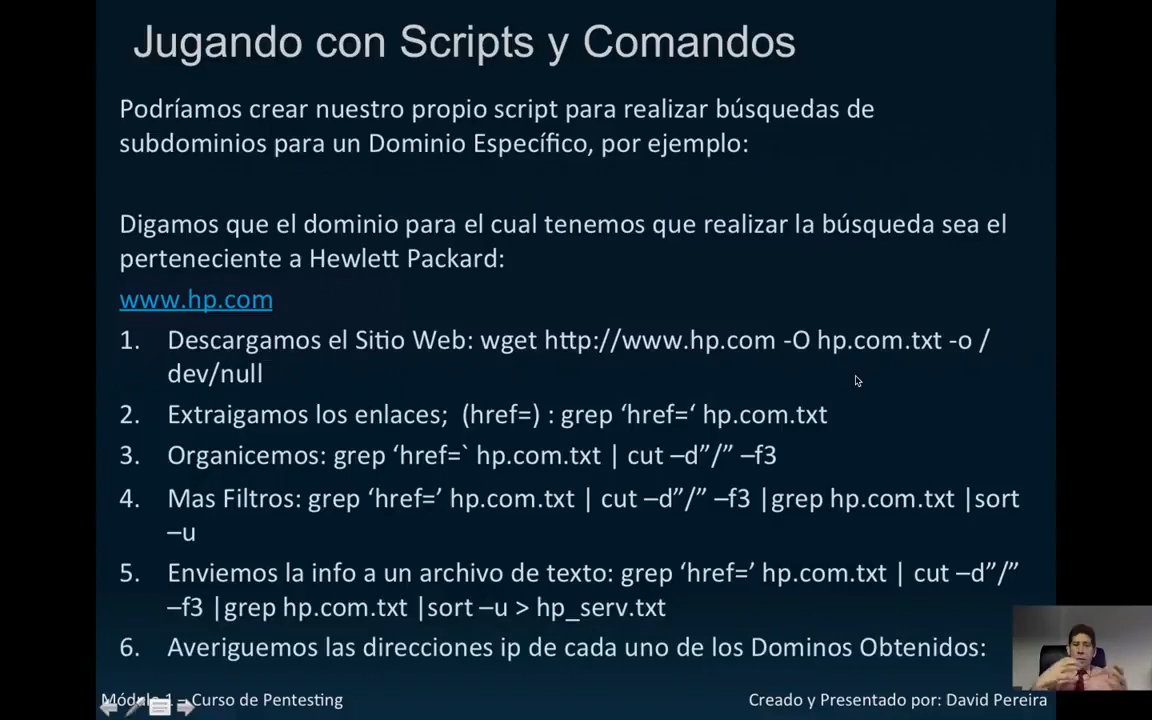 Jugando con Scripts y Comandos
Podríamos crear nuestro propio script para realizar búsquedas de
subdominios para un Dominio Específico, por ejemplo:
Digamos que el dominio para el cual tenemos que realizar la búsqueda sea el
perteneciente a Hewlett Packard:
www.hp.com
1. Descargamos el Sitio Web: wget http://www.hp.com -O hp.com.txt -o /
dev/null
2. Extraigamos los enlaces; (href=) : grep ‘href=‘ hp.com.txt
3. Organicemos: grep ‘href=` hp.com.txt | cut –d”/” –f3
4. Mas Filtros: grep ‘href=’ hp.com.txt | cut –d”/” –f3 |grep hp.com.txt |sort
–u
5. Enviemos la info a un archivo de texto: grep ‘href=’ hp.com.txt | cut –d”/”
–f3 |grep hp.com.txt |sort –u > hp_serv.txt
6. Averiguemos las direcciones ip de cada uno de los Dominos Obtenidos:
Módulo 1 – Curso de Pentesting
Creado y Presentado por: David Pereira